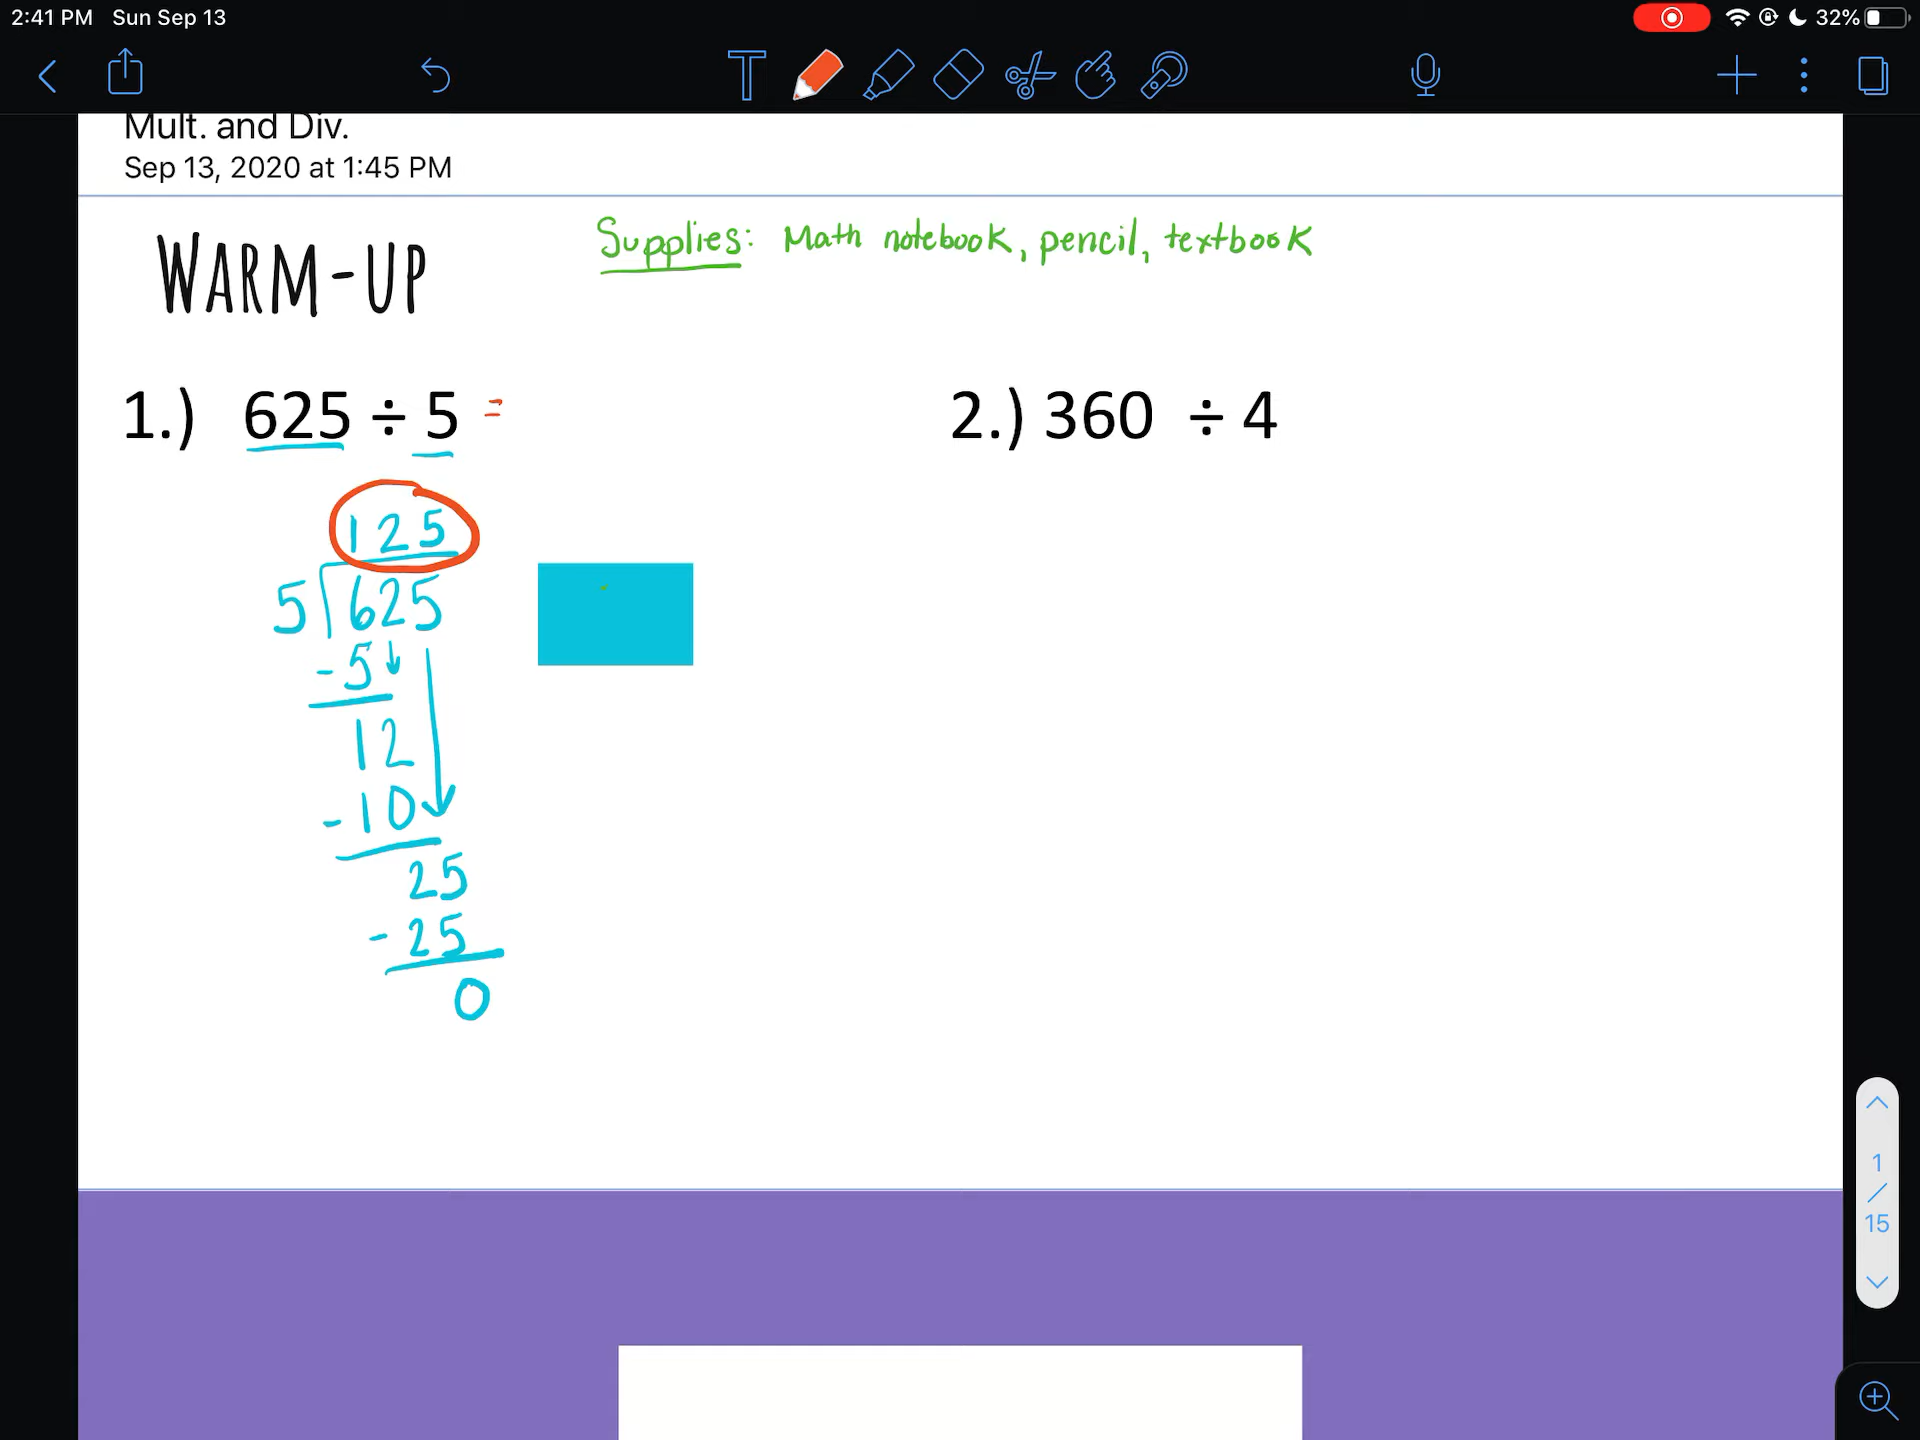 2:41 PM Sun Sep 13
32%
Mult. and Div.
Sep 13, 2020 at 1:45 PM
WARM-UP
Supplies: Math notebook, pencil, textbook
1.) 625 ÷ 5 =
2.) 360 ÷ 4
125
5 625
-5
12
-10
25
-25
0
1
/
15